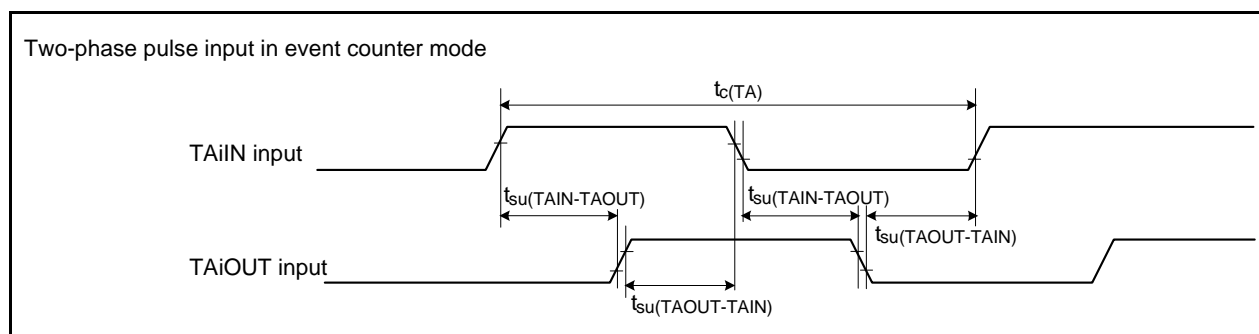 Two-phase pulse input in event counter mode
tc(TA)
TAiIN input
tsu(TAIN-TAOUT)
tsu(TAIN-TAOUT)
tsu(TAOUT-TAIN)
TAiOUT input
tsu(TAOUT-TAIN)